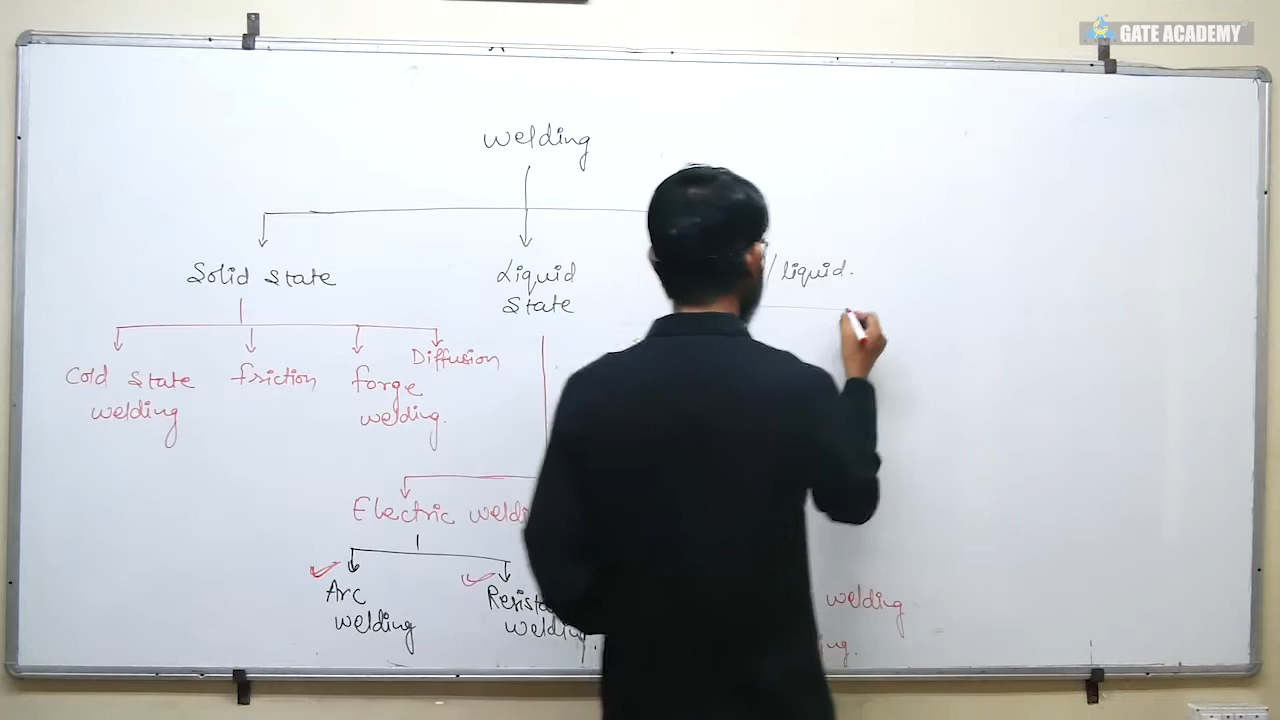 GATE ACADEMY
welding
Solid State
Liquid
State
/ liquid.
Cold State
welding
friction
forge
welding.
Diffusion
Electric
Arc
welding
welding
welding